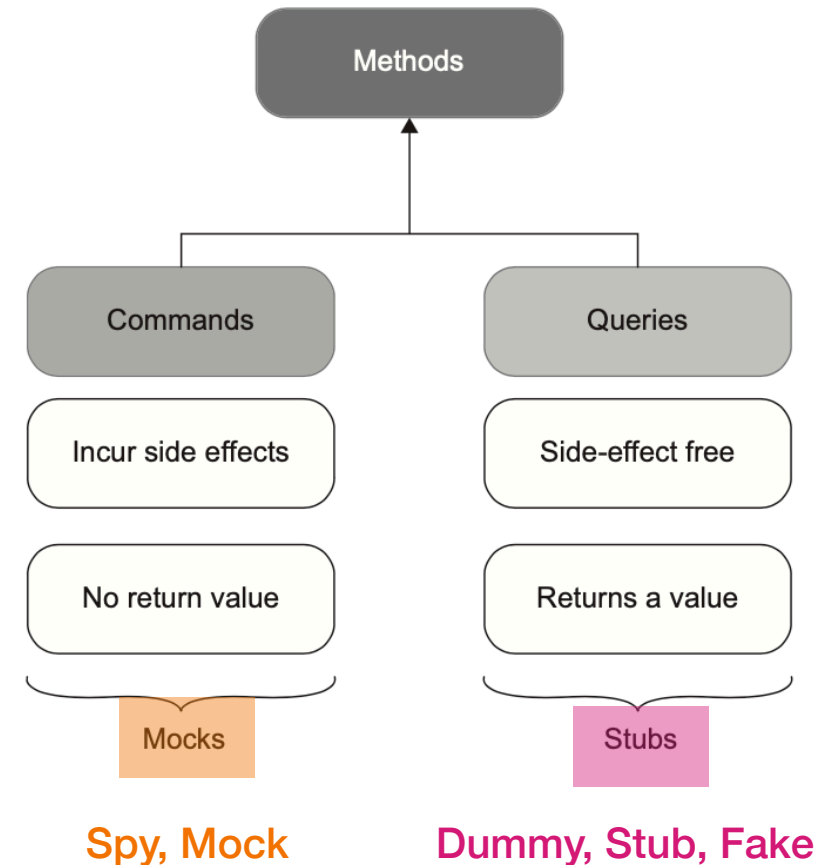 Methods
Commands
Queries
Incur side effects
Side-effect free
No return value
Returns a value
Mocks
Stubs
Spy, Mock
Dummy, Stub, Fake